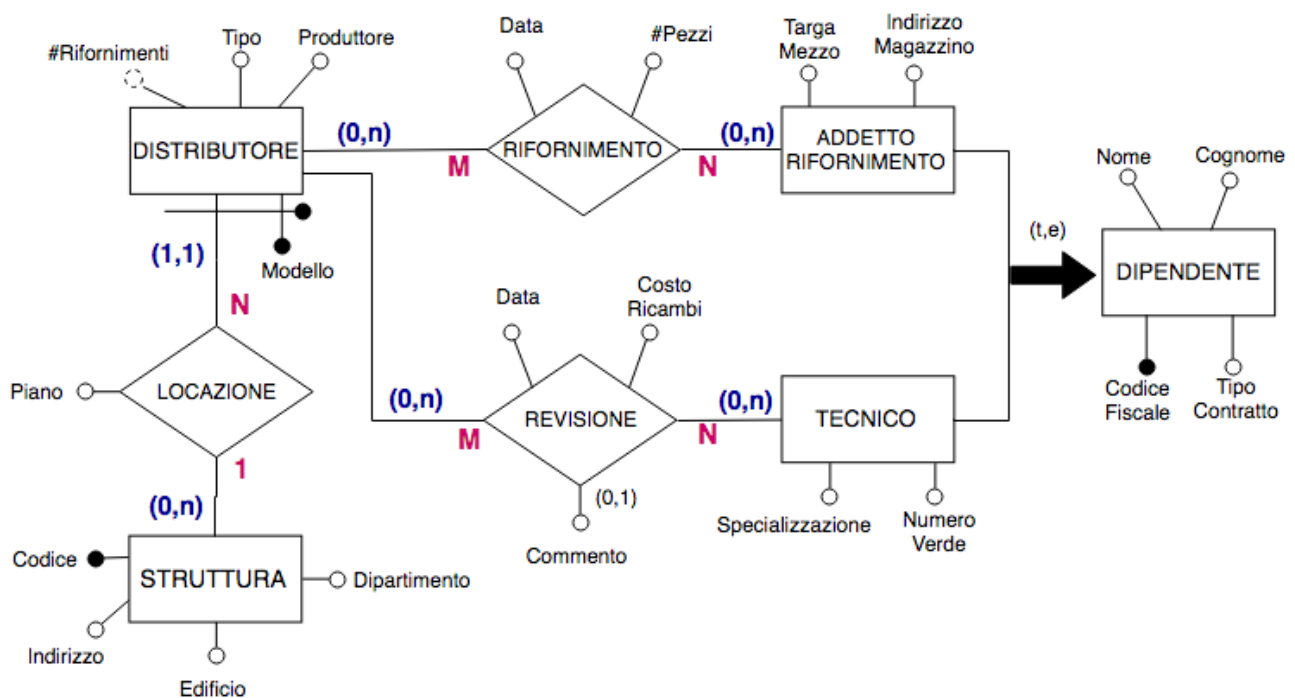 #Rifornimenti
Tipo
Produttore
Data
#Pezzi
Targa
Mezzo
Indirizzo
Magazzino
DISTRIBUTORE
(0,n)
M
RIFORNIMENTO
(0,n)
N
ADDETTO
RIFORNIMENTO
Nome
Cognome
(1,1)
Modello
N
(t,e)
DIPENDENTE
Data
Costo
Ricambi
Codice
Fiscale
Tipo
Contratto
Piano
LOCAZIONE
(0,n)
M
REVISIONE
(0,n)
N
TECNICO
1
(0,n)
(0,1)
Commento
Specializzazione
Numero
Verde
Codice
STRUTTURA
Dipartimento
Indirizzo
Edificio